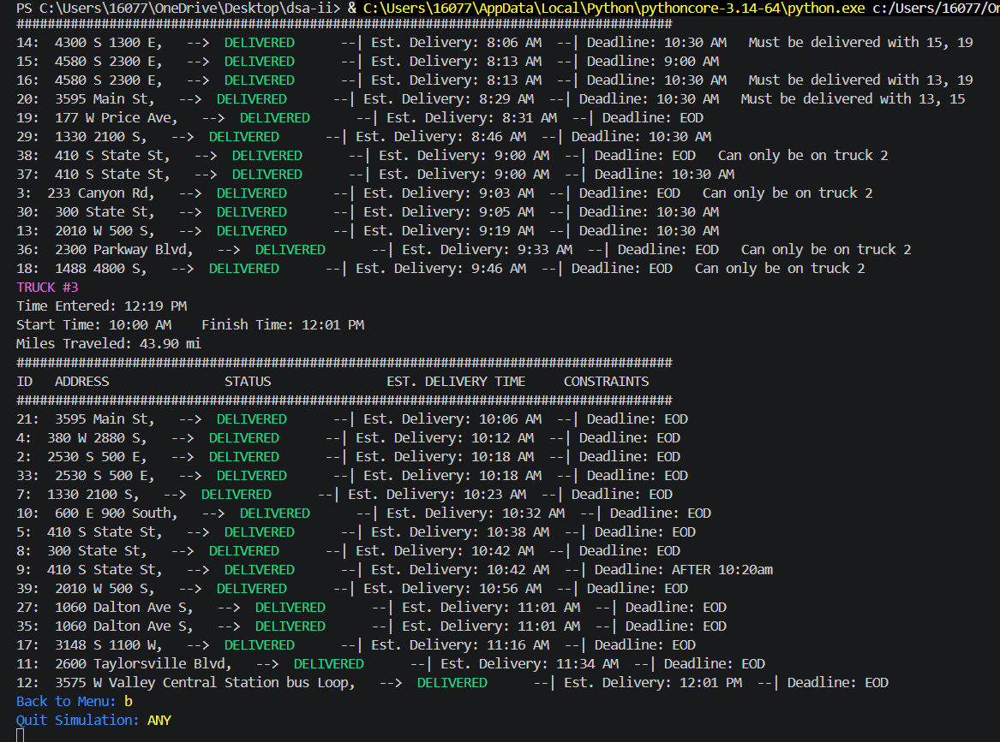 PS C:\Users\16077\OneDrive\Desktop\dsa-ii> & C:\Users\16077\AppData\Local\Python\pythoncore-3.14-64\python.exe c:/Users/16077/On
#####################################################################################
14:  4300 S 1300 E,   -->  DELIVERED      --| Est. Delivery: 8:06 AM  --| Deadline: 10:30 AM   Must be delivered with 15, 19
15:  4580 S 2300 E,   -->  DELIVERED      --| Est. Delivery: 8:13 AM  --| Deadline: 9:00 AM
16:  4580 S 2300 E,   -->  DELIVERED      --| Est. Delivery: 8:13 AM  --| Deadline: 10:30 AM   Must be delivered with 13, 19
20:  3595 Main St,   -->  DELIVERED      --| Est. Delivery: 8:29 AM  --| Deadline: 10:30 AM   Must be delivered with 13, 15
19:  177 W Price Ave,   -->  DELIVERED      --| Est. Delivery: 8:31 AM  --| Deadline: EOD
29:  1330 2100 S,   -->  DELIVERED      --| Est. Delivery: 8:46 AM  --| Deadline: 10:30 AM
38:  410 S State St,   -->  DELIVERED      --| Est. Delivery: 9:00 AM  --| Deadline: EOD   Can only be on truck 2
37:  410 S State St,   -->  DELIVERED      --| Est. Delivery: 9:00 AM  --| Deadline: 10:30 AM
3:  233 Canyon Rd,   -->  DELIVERED      --| Est. Delivery: 9:03 AM  --| Deadline: EOD   Can only be on truck 2
30:  300 State St,   -->  DELIVERED      --| Est. Delivery: 9:05 AM  --| Deadline: 10:30 AM
13:  2010 W 500 S,   -->  DELIVERED      --| Est. Delivery: 9:19 AM  --| Deadline: 10:30 AM
36:  2300 Parkway Blvd,   -->  DELIVERED      --| Est. Delivery: 9:33 AM  --| Deadline: EOD   Can only be on truck 2
18:  1488 4800 S,   -->  DELIVERED      --| Est. Delivery: 9:46 AM  --| Deadline: EOD   Can only be on truck 2
TRUCK #3
Time Entered: 12:19 PM
Start Time: 10:00 AM    Finish Time: 12:01 PM
Miles Traveled: 43.90 mi
#####################################################################################
ID   ADDRESS               STATUS               EST. DELIVERY TIME     CONSTRAINTS
#####################################################################################
21:  3595 Main St,   -->  DELIVERED      --| Est. Delivery: 10:06 AM  --| Deadline: EOD
4:  380 W 2880 S,   -->  DELIVERED      --| Est. Delivery: 10:12 AM  --| Deadline: EOD
2:  2530 S 500 E,   -->  DELIVERED      --| Est. Delivery: 10:18 AM  --| Deadline: EOD
33:  2530 S 500 E,   -->  DELIVERED      --| Est. Delivery: 10:18 AM  --| Deadline: EOD
7:  1330 2100 S,   -->  DELIVERED      --| Est. Delivery: 10:23 AM  --| Deadline: EOD
10:  600 E 900 South,   -->  DELIVERED      --| Est. Delivery: 10:32 AM  --| Deadline: EOD
5:  410 S State St,   -->  DELIVERED      --| Est. Delivery: 10:38 AM  --| Deadline: EOD
8:  300 State St,   -->  DELIVERED      --| Est. Delivery: 10:42 AM  --| Deadline: EOD
9:  410 S State St,   -->  DELIVERED      --| Est. Delivery: 10:42 AM  --| Deadline: AFTER 10:20am
39:  2010 W 500 S,   -->  DELIVERED      --| Est. Delivery: 10:56 AM  --| Deadline: EOD
27:  1060 Dalton Ave S,   -->  DELIVERED      --| Est. Delivery: 11:01 AM  --| Deadline: EOD
35:  1060 Dalton Ave S,   -->  DELIVERED      --| Est. Delivery: 11:01 AM  --| Deadline: EOD
17:  3148 S 1100 W,   -->  DELIVERED      --| Est. Delivery: 11:16 AM  --| Deadline: EOD
11:  2600 Taylorsville Blvd,   -->  DELIVERED      --| Est. Delivery: 11:34 AM  --| Deadline: EOD
12:  3575 W Valley Central Station bus Loop,   -->  DELIVERED      --| Est. Delivery: 12:01 PM  --| Deadline: EOD
Back to Menu: b
Quit Simulation: ANY